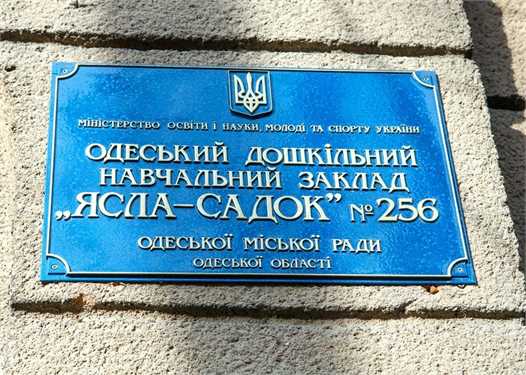 МІНІСТЕРСТВО ОСВІТИ І НАУКИ, МОЛОДІ ТА СПОРТУ УКРАЇНИ
ОДЕСЬКИЙ ДОШКІЛЬНИЙ
НАВЧАЛЬНИЙ ЗАКЛАД
„ЯСЛА–САДОК” №256
ОДЕСЬКОЇ МІСЬКОЇ РАДИ
ОДЕСЬКОЇ ОБЛАСТІ